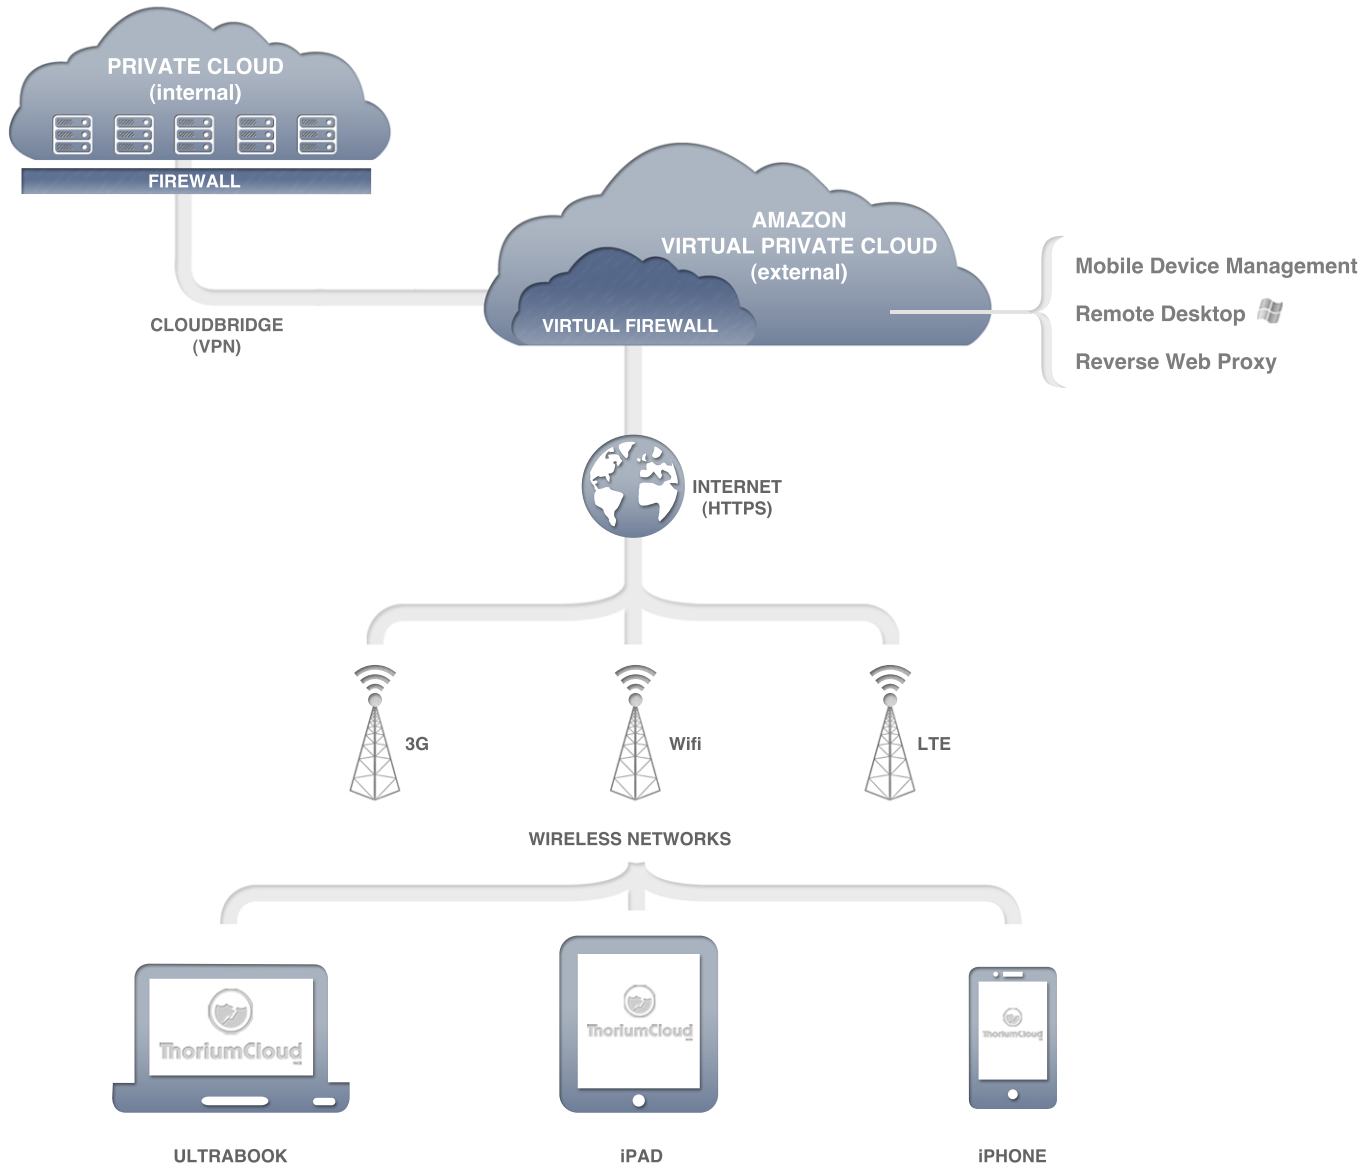 PRIVATE CLOUD
(internal)
FIREWALL
AMAZON
VIRTUAL PRIVATE CLOUD
(external)
VIRTUAL FIREWALL
Mobile Device Management
Remote Desktop
Reverse Web Proxy
CLOUDBRIDGE
(VPN)
INTERNET
(HTTPS)
3G
Wifi
LTE
WIRELESS NETWORKS
ThoriumCloud
ThoriumCloud
ThoriumCloud
ULTRABOOK
iPAD
iPHONE